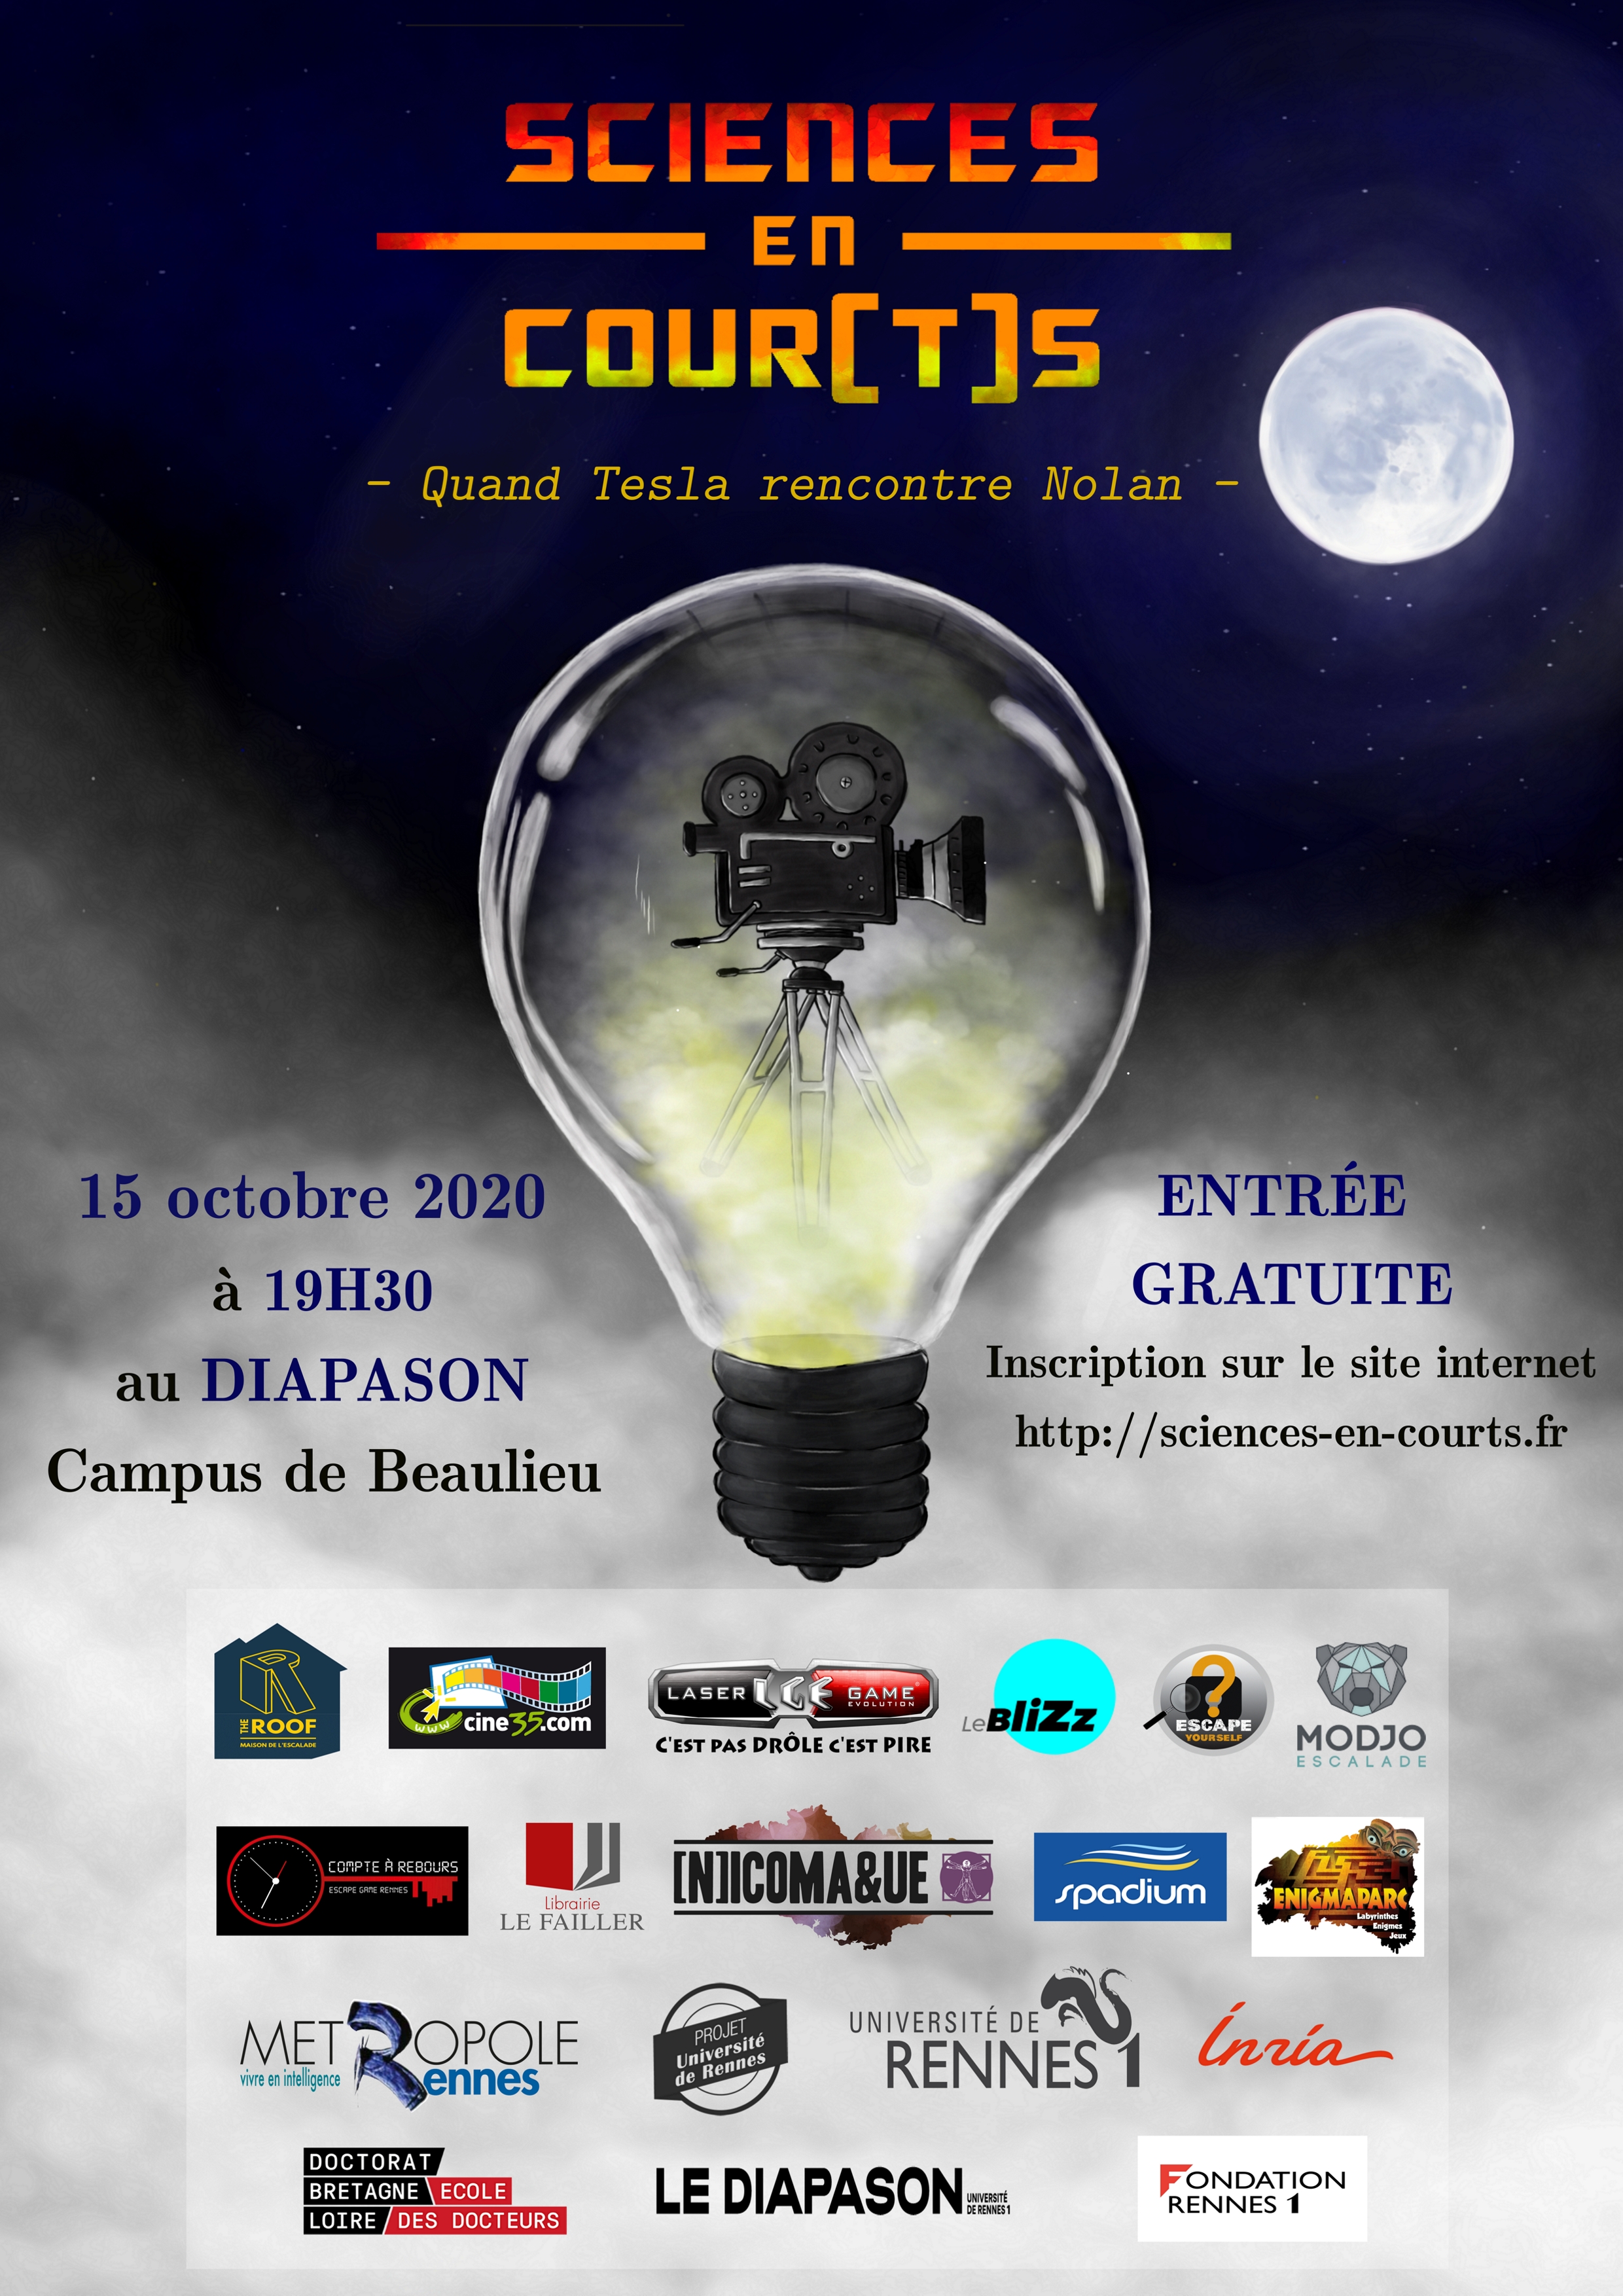 SCIENCES
EN
COUR[T]S
- Quand Tesla rencontre Nolan -
15 octobre 2020
à 19H30
au DIAPASON
Campus de Beaulieu
ENTRÉE
GRATUITE
Inscription sur le site internet
http://sciences-en-courts.fr
R
THE ROOF
MAISON DE L'ESCALADE
www
cine35.com
LASER LGE GAME
EVOLUTION
C'EST PAS DRÔLE C'EST PIRE
Le BliZz
?
ESCAPE
YOURSELF
MODJO
ESCALADE
COMPTE À REBOURS
ESCAPE GAME RENNES
Librairie
LE FAILLER
[N]ICOMA&UE
spadium
ENIGMAPARC
Labyrinthes
Enigmes
Jeux
METROPOLE
vivre en intelligence
Rennes
PROJET
Université
de Rennes
UNIVERSITÉ DE
RENNES 1
Inria
DOCTORAT
BRETAGNE ECOLE
LOIRE DES DOCTEURS
LE DIAPASON
UNIVERSITÉ
DE RENNES 1
FONDATION
RENNES 1